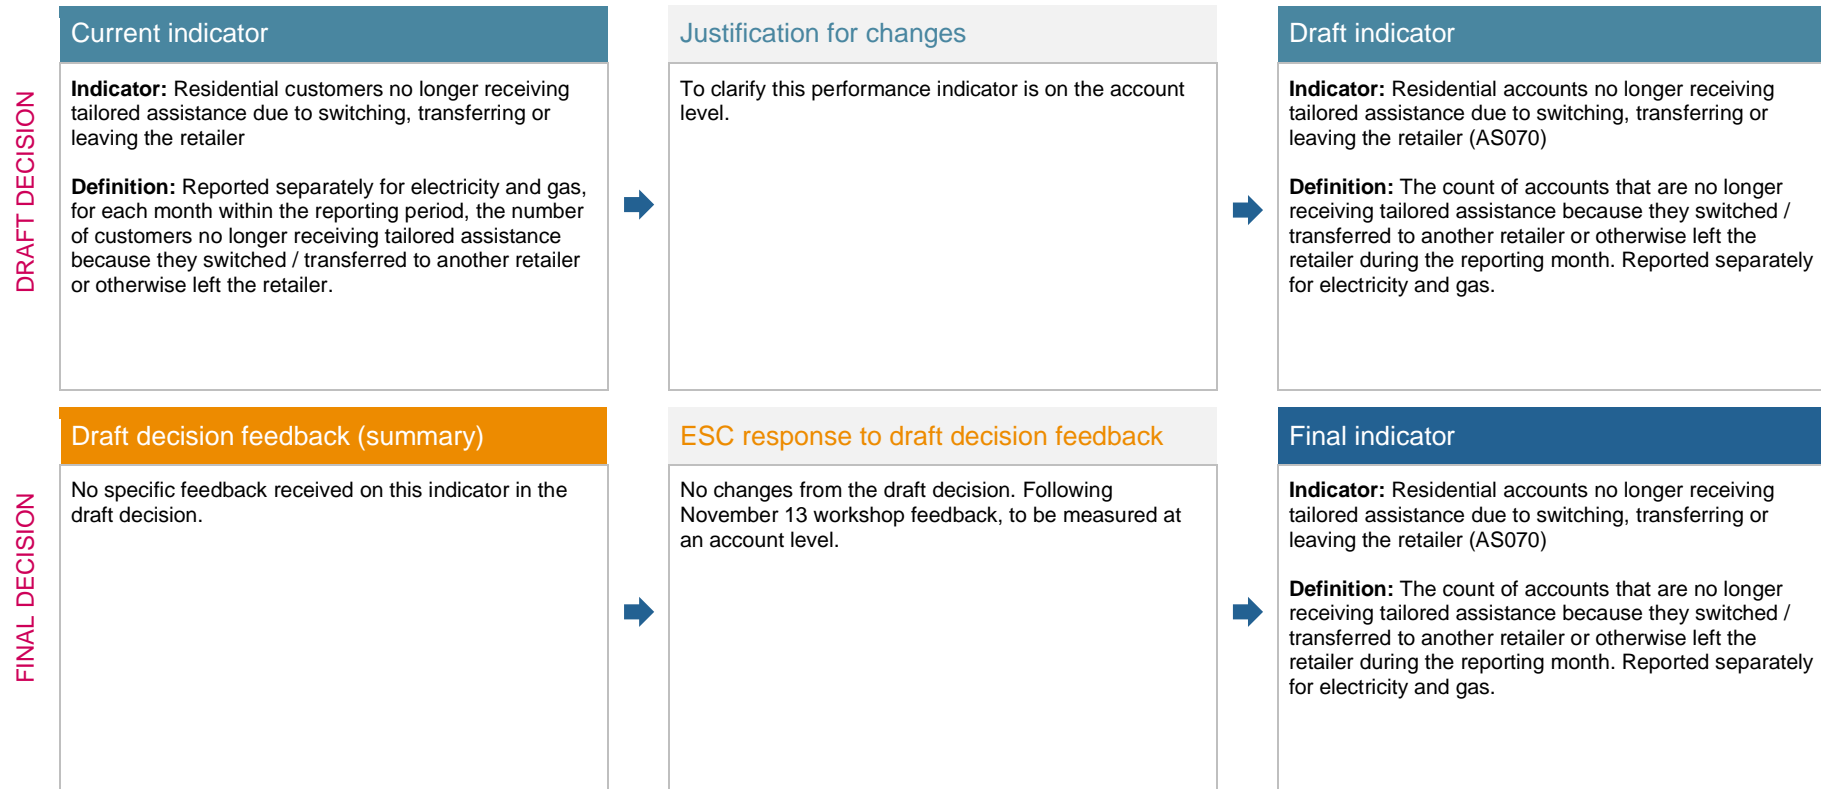 DRAFT DECISION
Current indicator
Indicator: Residential customers no longer receiving
tailored assistance due to switching, transferring or
leaving the retailer
Definition: Reported separately for electricity and gas,
for each month within the reporting period, the number
of customers no longer receiving tailored assistance
because they switched / transferred to another retailer
or otherwise left the retailer.
Justification for changes
To clarify this performance indicator is on the account
level.
Draft indicator
Indicator: Residential accounts no longer receiving
tailored assistance due to switching, transferring or
leaving the retailer (AS070)
Definition: The count of accounts that are no longer
receiving tailored assistance because they switched /
transferred to another retailer or otherwise left the
retailer during the reporting month. Reported separately
for electricity and gas.
FINAL DECISION
Draft decision feedback (summary)
No specific feedback received on this indicator in the
draft decision.
ESC response to draft decision feedback
No changes from the draft decision. Following
November 13 workshop feedback, to be measured at
an account level.
Final indicator
Indicator: Residential accounts no longer receiving
tailored assistance due to switching, transferring or
leaving the retailer (AS070)
Definition: The count of accounts that are no longer
receiving tailored assistance because they switched /
transferred to another retailer or otherwise left the
retailer during the reporting month. Reported separately
for electricity and gas.